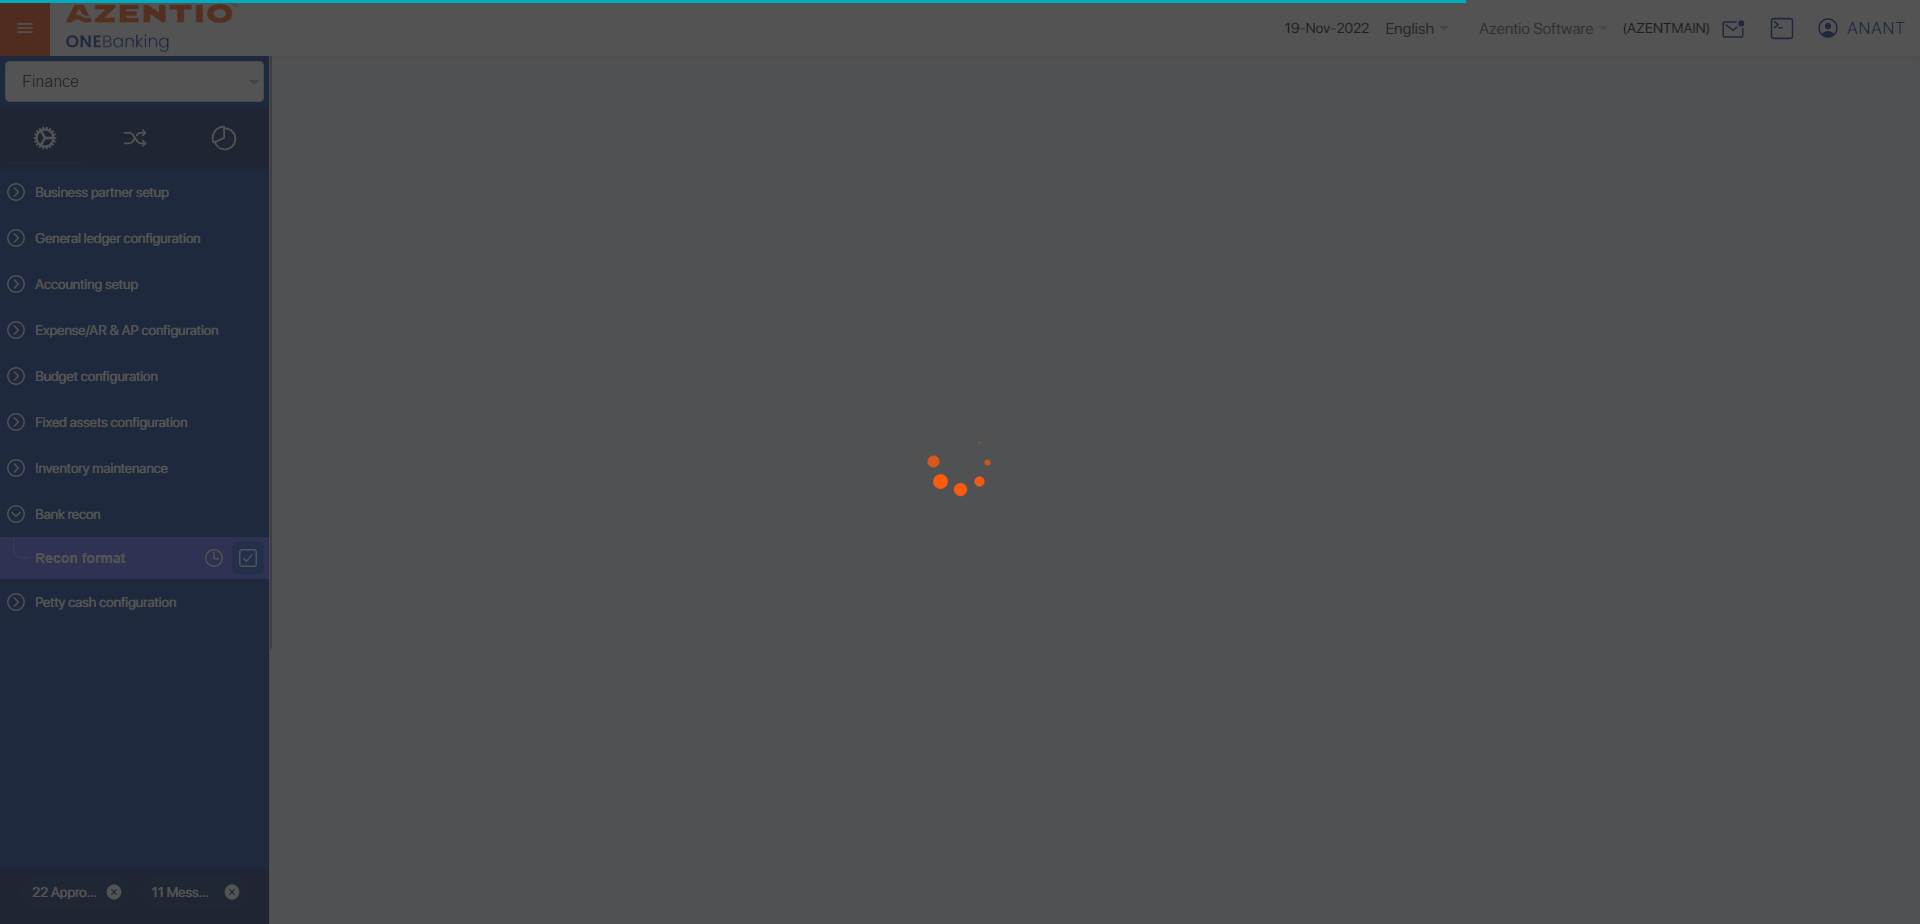 AZENTIO
ONEBanking
19-Nov-2022 English Azentio Software (AZENTMAIN) ANANT
Finance
Business partner setup
General ledger configuration
Accounting setup
Expense/AR & AP configuration
Budget configuration
Fixed assets configuration
Inventory maintenance
Bank recon
Recon format
Petty cash configuration
22 Appro... 11 Mess...